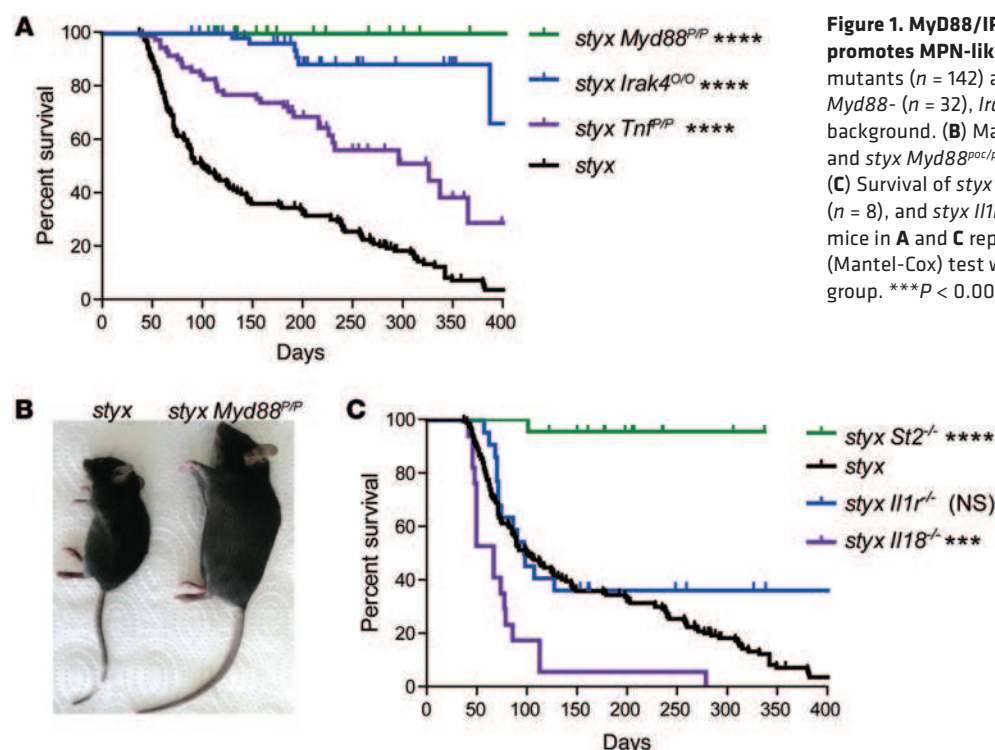 A
Percent survival
100
80
60
40
20
0
0 50 100 150 200 250 300 350 400
Days
styx Myd88P/P ****
styx Irak4O/O ****
styx TnfP/P ****
styx
Figure 1. MyD88/IR
promotes MPN-lik
mutants (n = 142) a
Myd88- (n = 32), Ira
background. (B) Ma
and styx Myd88poc/p
(C) Survival of styx
(n = 8), and styx Il1r
mice in A and C rep
(Mantel-Cox) test w
group. ***P < 0.00
B
styx styx Myd88P/P
C
Percent survival
100
80
60
40
20
0
0 50 100 150 200 250 300 350 400
Days
styx St2-/- ****
styx
styx Il1r-/- (NS)
styx Il18-/- ***